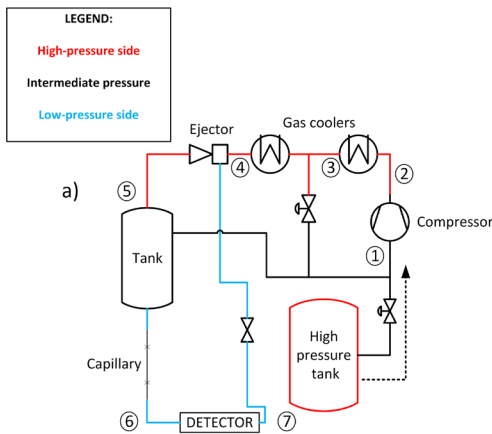 LEGEND:
High-pressure side
Intermediate pressure
Low-pressure side
Ejector
Gas coolers
a)
5
4
3
2
Compressor
1
Tank
High
pressure
tank
Capillary
6
DETECTOR
7